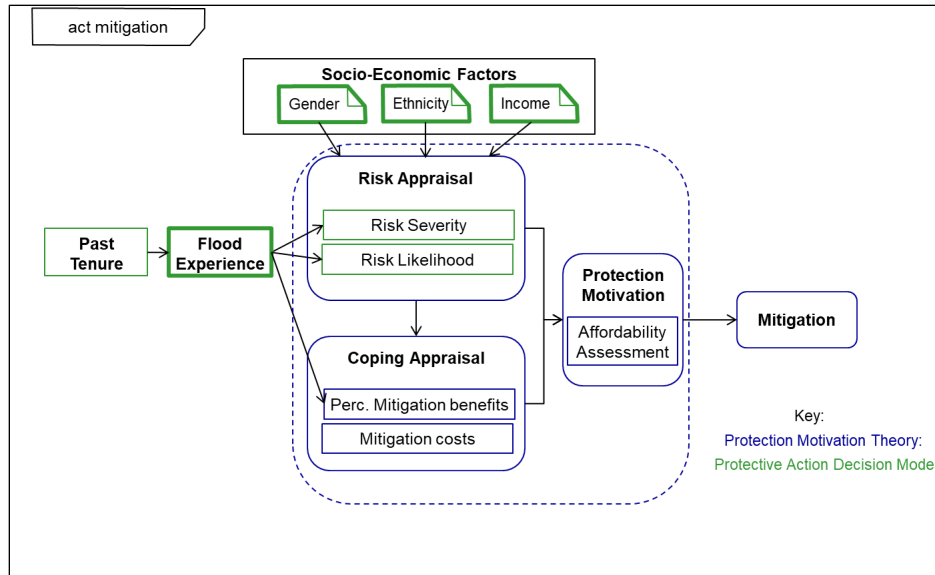 act mitigation
Socio-Economic Factors
Gender
Ethnicity
Income
Risk Appraisal
Risk Severity
Risk Likelihood
Past
Tenure
Flood
Experience
Protection
Motivation
Affordability
Assessment
Mitigation
Coping Appraisal
Perc. Mitigation benefits
Mitigation costs
Key:
Protection Motivation Theory:
Protective Action Decision Mode